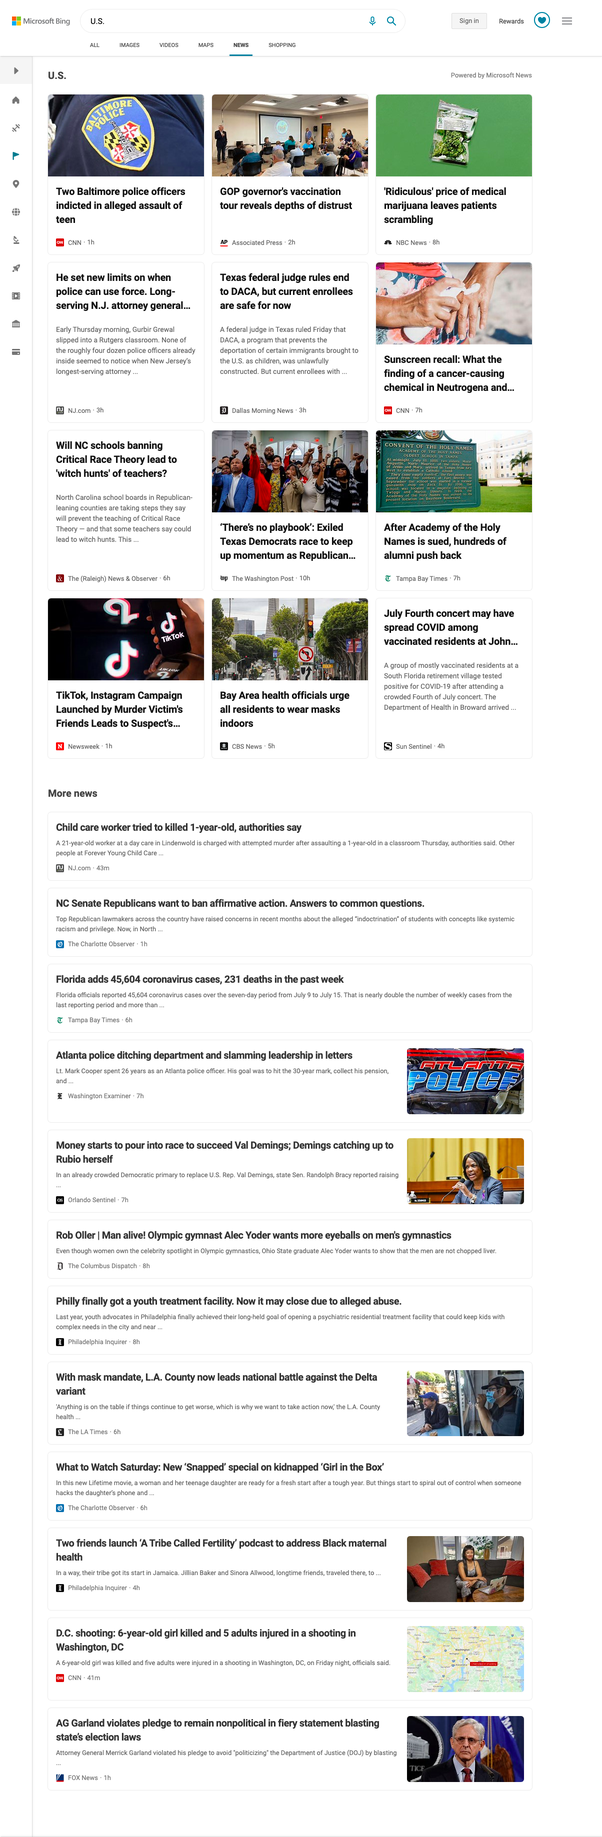 Microsoft Bing
U.S.
Sign in
Rewards
ALL
IMAGES
VIDEOS
MAPS
NEWS
SHOPPING
U.S.
Powered by Microsoft News
BALTIMORE
POLICE
Two Baltimore police officers
indicted in alleged assault of
teen
CNN · 1h
GOP governor's vaccination
tour reveals depths of distrust
AP Associated Press · 2h
'Ridiculous' price of medical
marijuana leaves patients
scrambling
NBC News · 8h
He set new limits on when
police can use force. Long-
serving N.J. attorney general...
Early Thursday morning, Gurbir Grewal
slipped into a Rutgers classroom. None of
the roughly four dozen police officers already
inside seemed to notice when New Jersey's
longest-serving attorney ...
NJ.com · 3h
Texas federal judge rules end
to DACA, but current enrollees
are safe for now
A federal judge in Texas ruled Friday that
DACA, a program that prevents the
deportation of certain immigrants brought to
the U.S. as children, was unlawfully
constructed. But current enrollees with ...
Dallas Morning News · 3h
Sunscreen recall: What the
finding of a cancer-causing
chemical in Neutrogena and...
CNN · 7h
Will NC schools banning
Critical Race Theory lead to
'witch hunts' of teachers?
North Carolina school boards in Republican-
leaning counties are taking steps they say
will prevent the teaching of Critical Race
Theory — and that some teachers say could
lead to witch hunts. This ...
The (Raleigh) News & Observer · 6h
'There's no playbook': Exiled
Texas Democrats race to keep
up momentum as Republican...
wp The Washington Post · 10h
CONVENT OF THE HOLY NAMES
After Academy of the Holy
Names is sued, hundreds of
alumni push back
Tampa Bay Times · 7h
TikTok
TikTok, Instagram Campaign
Launched by Murder Victim's
Friends Leads to Suspect's...
N Newsweek · 1h
Bay Area health officials urge
all residents to wear masks
indoors
CBS News · 5h
July Fourth concert may have
spread COVID among
vaccinated residents at John...
A group of mostly vaccinated residents at a
South Florida retirement village tested
positive for COVID-19 after attending a
crowded Fourth of July concert. The
Department of Health in Broward arrived ...
Sun Sentinel · 4h
More news
Child care worker tried to killed 1-year-old, authorities say
A 21-year-old worker at a day care in Lindenwold is charged with attempted murder after assaulting a 1-year-old in a classroom Thursday, authorities said. Other
people at Forever Young Child Care ...
NJ.com · 43m
NC Senate Republicans want to ban affirmative action. Answers to common questions.
Top Republican lawmakers across the country have raised concerns in recent months about the alleged "indoctrination" of students with concepts like systemic
racism and privilege. Now, in North ...
The Charlotte Observer · 1h
Florida adds 45,604 coronavirus cases, 231 deaths in the past week
Florida officials reported 45,604 coronavirus cases over the seven-day period from July 9 to July 15. That is nearly double the number of weekly cases from the
last reporting period and more than ...
Tampa Bay Times · 6h
Atlanta police ditching department and slamming leadership in letters
Lt. Mark Cooper spent 26 years as an Atlanta police officer. His goal was to hit the 30-year mark, collect his pension,
and ...
Washington Examiner · 7h
ATLANTA
POLICE
Money starts to pour into race to succeed Val Demings; Demings catching up to
Rubio herself
In an already crowded Democratic primary to replace U.S. Rep. Val Demings, state Sen. Randolph Bracy reported raising
...
OS Orlando Sentinel · 7h
Rob Oller | Man alive! Olympic gymnast Alec Yoder wants more eyeballs on men's gymnastics
Even though women own the celebrity spotlight in Olympic gymnastics, Ohio State graduate Alec Yoder wants to show that the men are not chopped liver.
The Columbus Dispatch · 8h
Philly finally got a youth treatment facility. Now it may close due to alleged abuse.
Last year, youth advocates in Philadelphia finally achieved their long-held goal of opening a psychiatric residential treatment facility that could keep kids with
complex needs in the city and near ...
Philadelphia Inquirer · 8h
With mask mandate, L.A. County now leads national battle against the Delta
variant
'Anything is on the table if things continue to get worse, which is why we want to take action now,' the L.A. County
health ...
The LA Times · 6h
What to Watch Saturday: New 'Snapped' special on kidnapped 'Girl in the Box'
In this new Lifetime movie, a woman and her teenage daughter are ready for a fresh start after a tough year. But things start to spiral out of control when someone
hacks the daughter's phone and ...
The Charlotte Observer · 6h
Two friends launch 'A Tribe Called Fertility' podcast to address Black maternal
health
In a way, their tribe got its start in Jamaica. Jillian Baker and Sinora Allwood, longtime friends, traveled there, to ...
Philadelphia Inquirer · 4h
D.C. shooting: 6-year-old girl killed and 5 adults injured in a shooting in
Washington, DC
A 6-year-old girl was killed and five adults were injured in a shooting in Washington, DC, on Friday night, officials said.
CNN · 41m
AG Garland violates pledge to remain nonpolitical in fiery statement blasting
state's election laws
Attorney General Merrick Garland violated his pledge to avoid "politicizing" the Department of Justice (DOJ) by blasting
...
FOX News · 1h